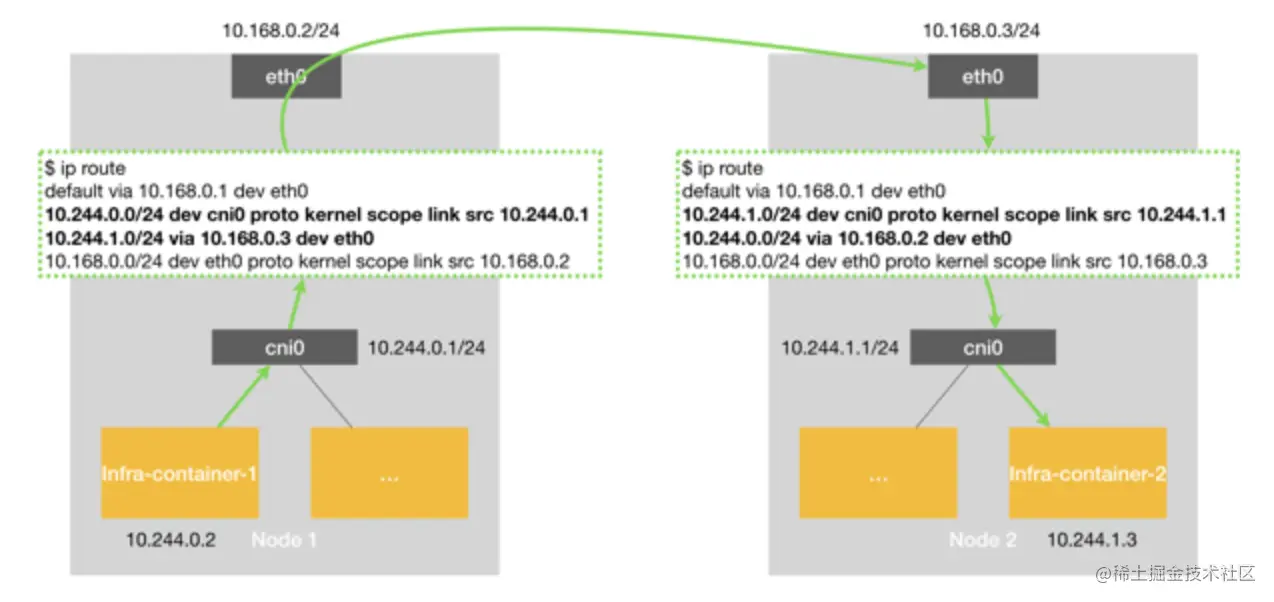 10.168.0.2/24
eth0
$ ip route
default via 10.168.0.1 dev eth0
10.244.0.0/24 dev cni0 proto kernel scope link src 10.244.0.1
10.244.1.0/24 via 10.168.0.3 dev eth0
10.168.0.0/24 dev eth0 proto kernel scope link src 10.168.0.2
cni0
10.244.0.1/24
Infra-container-1
...
10.244.0.2
Node 1
10.168.0.3/24
eth0
$ ip route
default via 10.168.0.1 dev eth0
10.244.1.0/24 dev cni0 proto kernel scope link src 10.244.1.1
10.244.0.0/24 via 10.168.0.2 dev eth0
10.168.0.0/24 dev eth0 proto kernel scope link src 10.168.0.3
10.244.1.1/24
cni0
...
Infra-container-2
Node 2
10.244.1.3
@稀土掘金技术社区